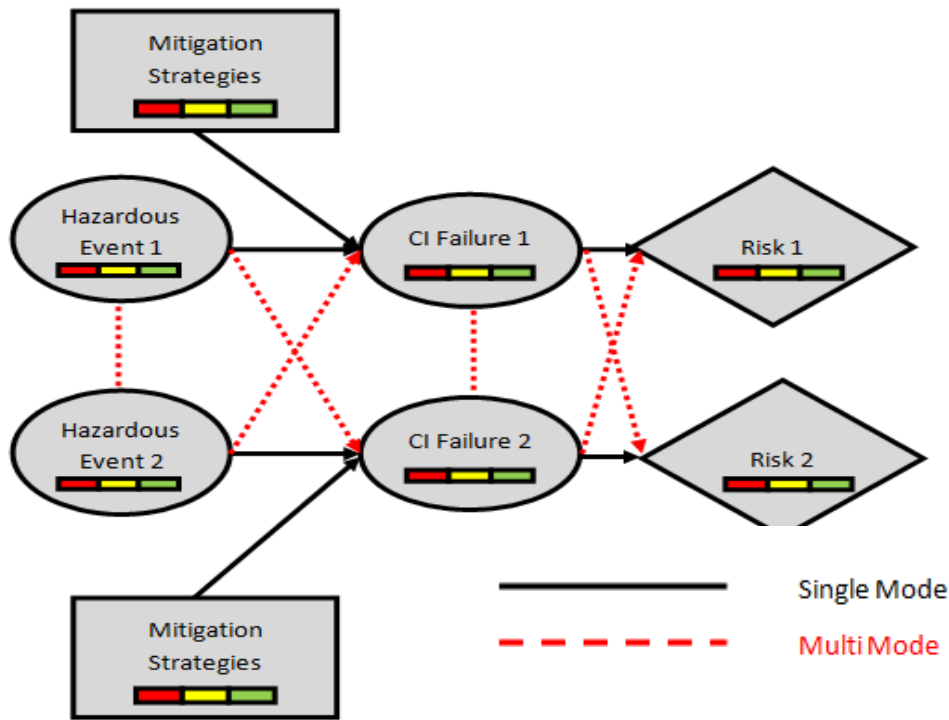 Mitigation
Strategies
Hazardous
Event 1
CI Failure 1
Risk 1
Hazardous
Event 2
CI Failure 2
Risk 2
Mitigation
Strategies
Single Mode
Multi Mode